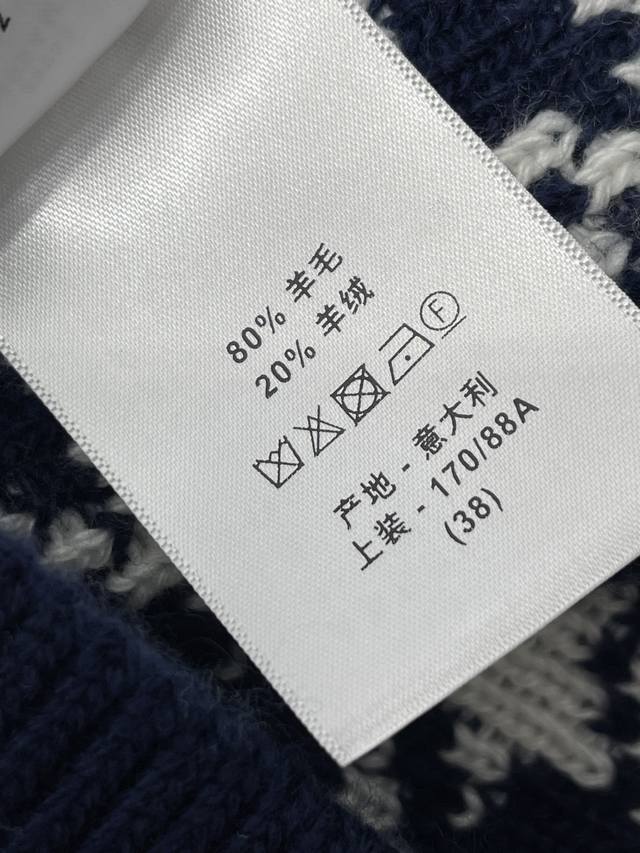 80% 羊毛
20% 羊绒
F
产地 - 意大利
上装 - 170/88A
(38)